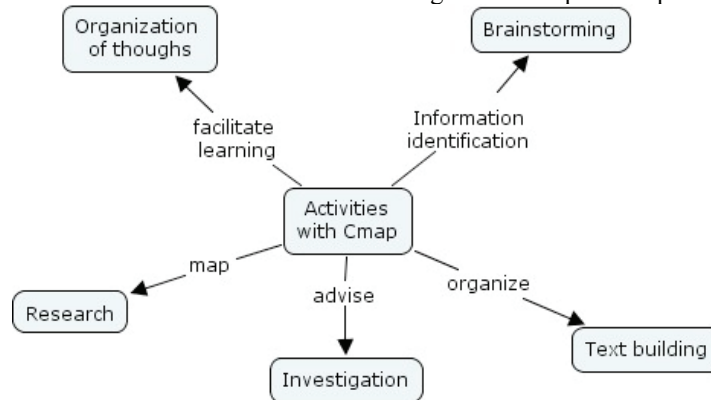 Organization
of thoughs
Brainstorming
facilitate
learning
Information
identification
Activities
with Cmap
map
advise
organize
Research
Investigation
Text building